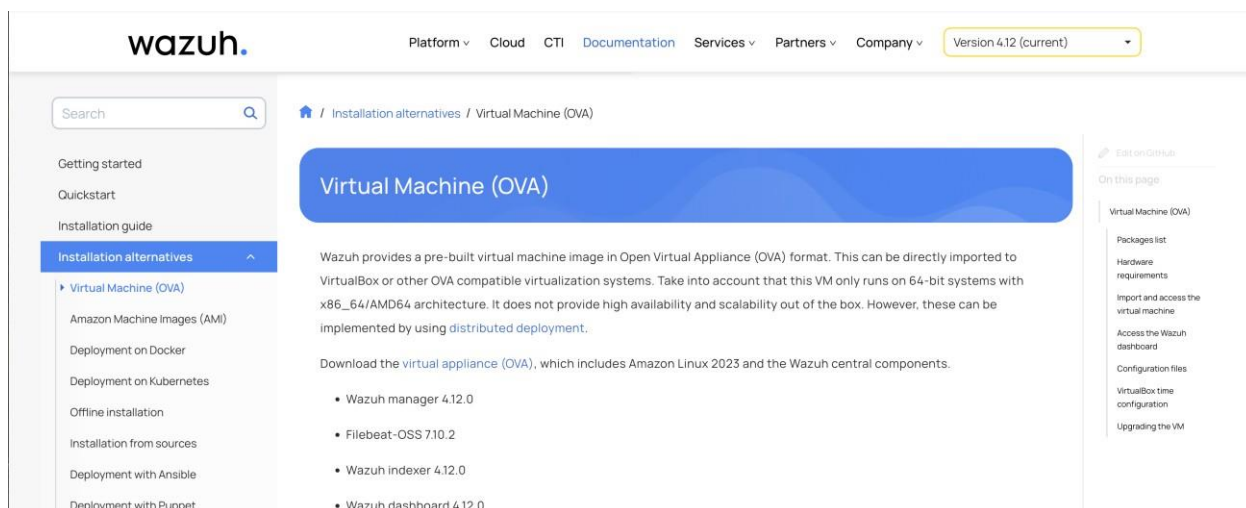 wazuh.
Platform
Cloud
CTI
Documentation
Services
Partners
Company
Version 4.12 (current)
Search
Getting started
Quickstart
Installation guide
Installation alternatives
Virtual Machine (OVA)
Amazon Machine Images (AMI)
Deployment on Docker
Deployment on Kubernetes
Offline installation
Installation from sources
Deployment with Ansible
Deployment with Puppet
/ Installation alternatives / Virtual Machine (OVA)
Virtual Machine (OVA)
Wazuh provides a pre-built virtual machine image in Open Virtual Appliance (OVA) format. This can be directly imported to
VirtualBox or other OVA compatible virtualization systems. Take into account that this VM only runs on 64-bit systems with
x86_64/AMD64 architecture. It does not provide high availability and scalability out of the box. However, these can be
implemented by using distributed deployment.
Download the virtual appliance (OVA), which includes Amazon Linux 2023 and the Wazuh central components.
• Wazuh manager 4.12.0
• Filebeat-OSS 7.10.2
• Wazuh indexer 4.12.0
• Wazuh dashboard 4.12.0
Edit on GitHub
On this page
Virtual Machine (OVA)
Packages list
Hardware
requirements
Import and access the
virtual machine
Access the Wazuh
dashboard
Configuration files
VirtualBox time
configuration
Upgrading the VM